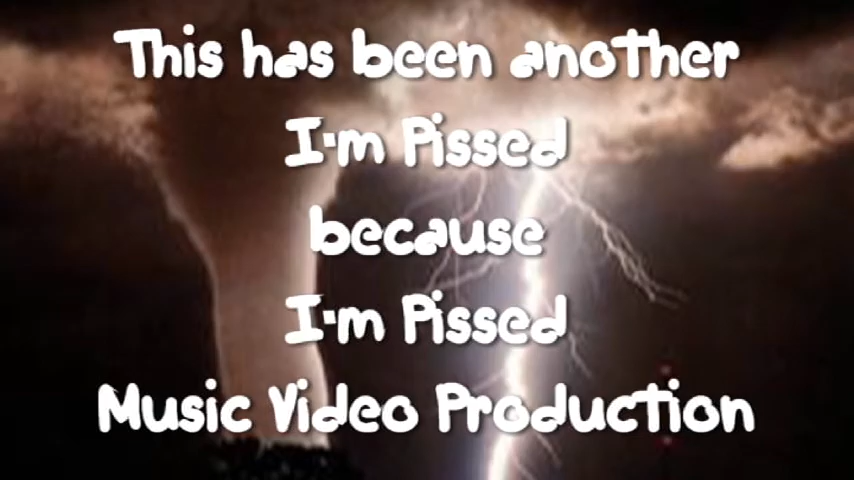 This has been another
I'm Pissed
because
I'm Pissed
Music Video Production